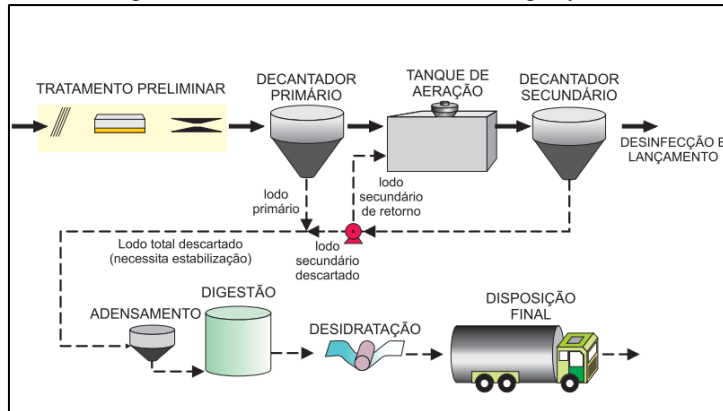 TRATAMENTO PRELIMINAR
DECANTADOR
PRIMÁRIO
TANQUE DE
AERAÇÃO
DECANTADOR
SECUNDÁRIO
DESINFECÇÃO E
LANÇAMENTO
lodo
primário
lodo
secundário
de retorno
Lodo total descartado
(necessita estabilização)
lodo
secundário
descartado
ADENSAMENTO
DIGESTÃO
DESIDRATAÇÃO
DISPOSIÇÃO
FINAL